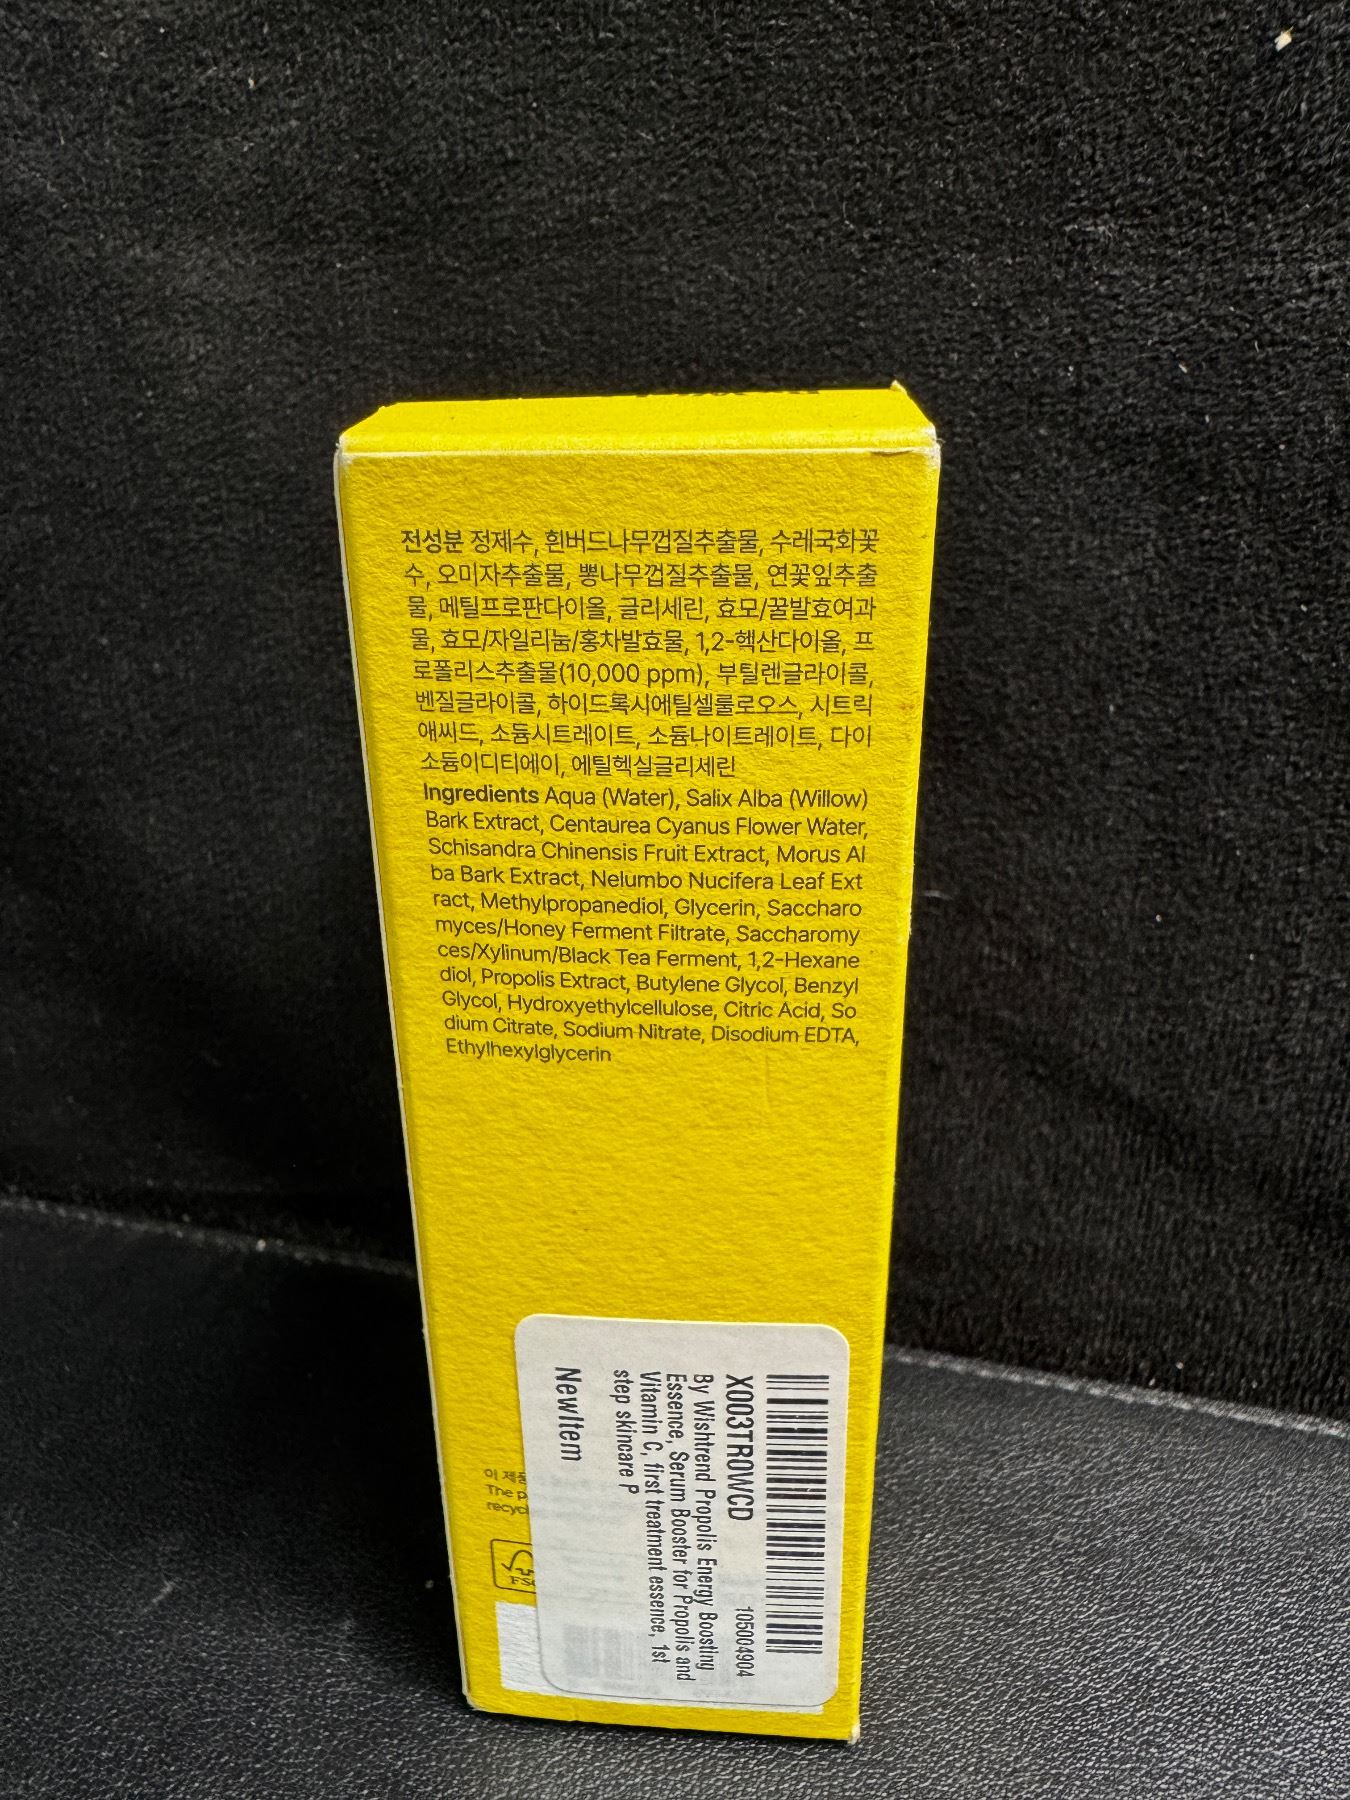 전성분 정제수, 흰버드나무껍질추출물, 수레국화꽃
수, 오미자추출물, 뽕나무껍질추출물, 연꽃잎추출
물, 메틸프로판다이올, 글리세린, 효모/꿀발효여과
물, 효모/자일리눔/홍차발효물, 1,2-헥산다이올, 프
로폴리스추출물(10,000 ppm), 부틸렌글라이콜,
벤질글라이콜, 하이드록시에틸셀룰로오스, 시트릭
애씨드, 소듐시트레이트, 소듐나이트레이트, 다이
소듐이디티에이, 에틸헥실글리세린
Ingredients Aqua (Water), Salix Alba (Willow)
Bark Extract, Centaurea Cyanus Flower Water,
Schisandra Chinensis Fruit Extract, Morus Al
ba Bark Extract, Nelumbo Nucifera Leaf Ext
ract, Methylpropanediol, Glycerin, Saccharo
myces/Honey Ferment Filtrate, Saccharomy
ces/Xylinum/Black Tea Ferment, 1,2-Hexane
diol, Propolis Extract, Butylene Glycol, Benzyl
Glycol, Hydroxyethylcellulose, Citric Acid, So
dium Citrate, Sodium Nitrate, Disodium EDTA,
Ethylhexylglycerin
이 제품
The p
recycl
FSC
X003TR0WCD 105004904
By Wishtrend Propolis Energy Boosting
Essence, Serum Booster for Propolis and
Vitamin C, first treatment essence, 1st
step skincare P
NewItem